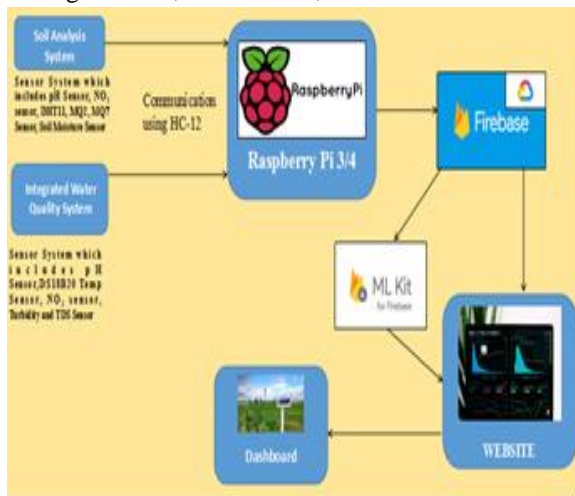 Soil Analysis
System
Sensor System which
includes pH Sensor, NO,
sensor, DHT11, MQ2, MQ7
Sensor, Soil Moisture Sensor
Communication
using HC-12
RaspberryPi
Raspberry Pi 3/4
Firebase
Integrated Water
Quality System
Sensor System which
includes pH
Sensor,DS18B20 Temp
Sensor, NO, sensor,
Turbidity and TDS Sensor
ML Kit
for Firebase
WEBSITE
Dashboard